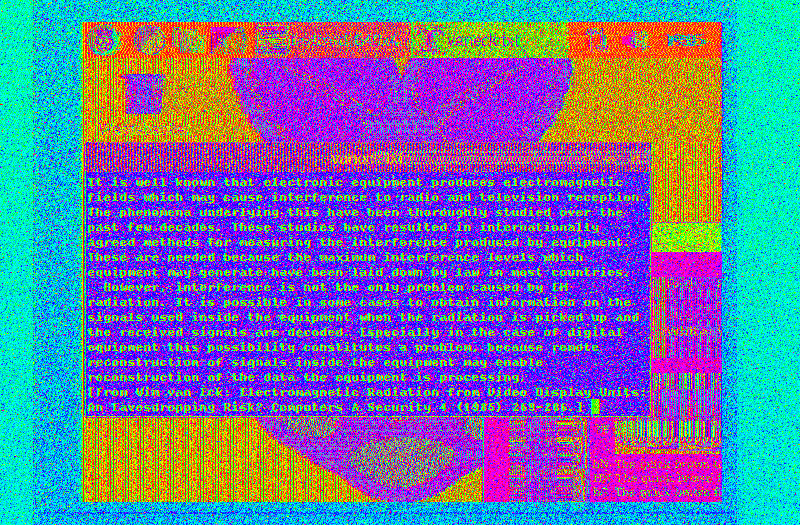 It is well-known that electronic equipment produces electromagnetic
fields which may cause interference to radio and television reception.
The phenomena underlying this have been thoroughly studied over the
past few decades. These studies have resulted in internationally
agreed methods for measuring the interference produced by equipment.
These are needed because the maximum interference levels which
equipment may generate have been laid down by law in most countries.
However, interference is not the only problem caused by EM
radiation. It is possible in some cases to obtain information on the
signals used inside the equipment when the radiation is picked up and
the received signals are decoded. Especially in the case of digital
equipment this possibility constitutes a problem, because remote
reconstruction of signals inside the equipment may enable
reconstruction of the data the equipment is processing.
[From Wim van Eck: Electromagnetic Radiation from Video Display Units:
An Eavesdropping Risk? Computers & Security 4 (1985) 269-286.]